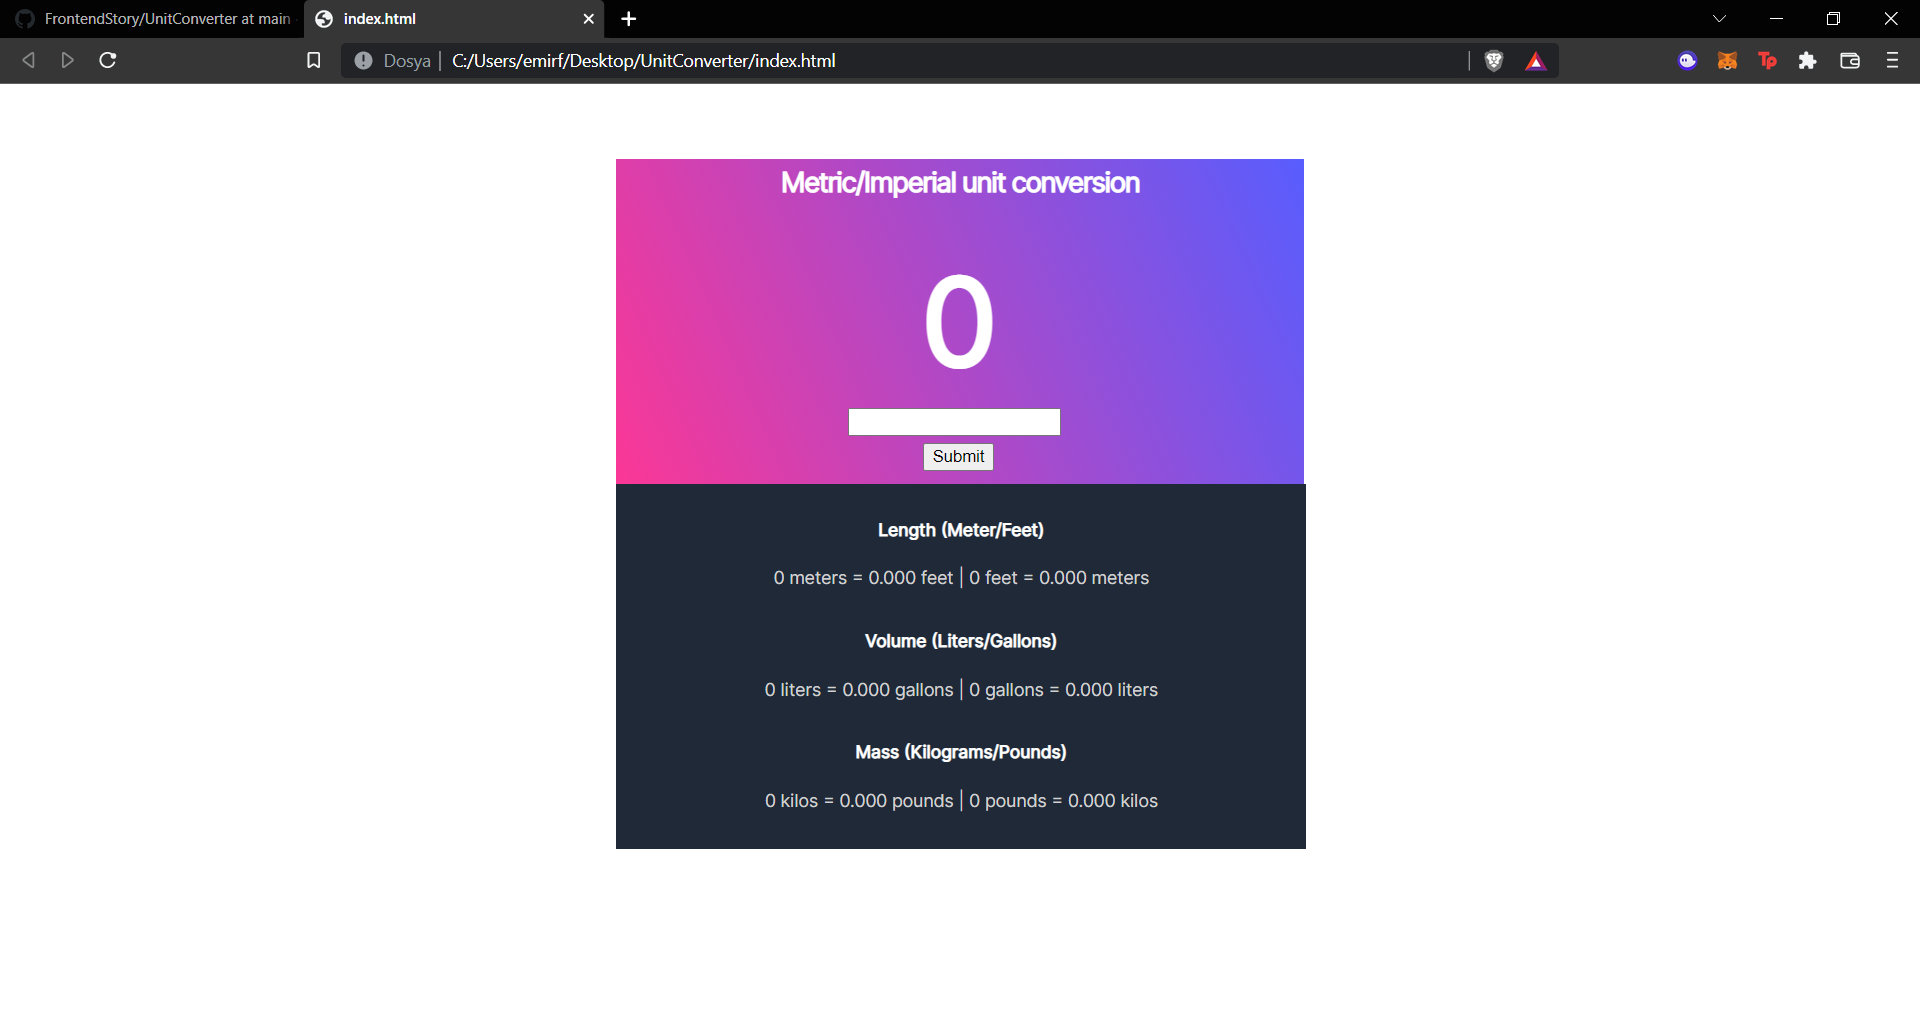 FrontendStory/UnitConverter at main
index.html
Dosya
C:/Users/emirf/Desktop/UnitConverter/index.html
Tp
Metric/Imperial unit conversion
0
Submit
Length (Meter/Feet)
0 meters = 0.000 feet | 0 feet = 0.000 meters
Volume (Liters/Gallons)
0 liters = 0.000 gallons | 0 gallons = 0.000 liters
Mass (Kilograms/Pounds)
0 kilos = 0.000 pounds | 0 pounds = 0.000 kilos